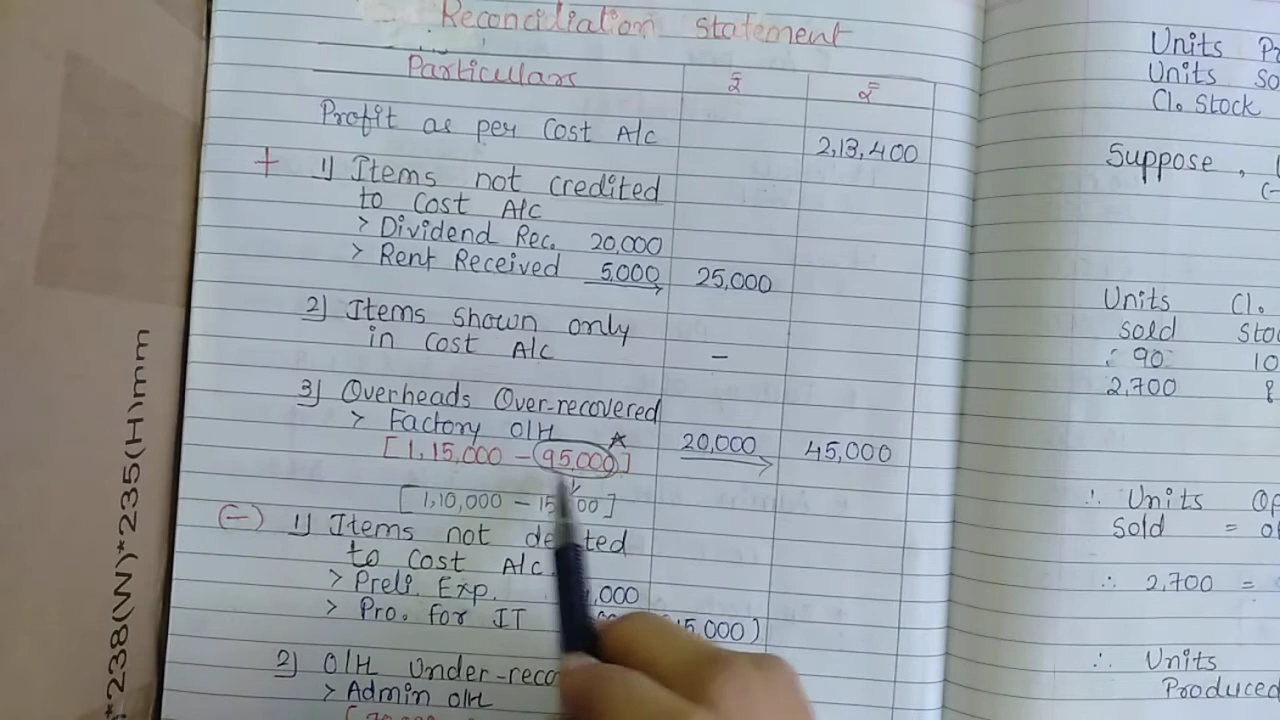 Reconciliation Statement
Particulars ₹ ₹
Profit as per Cost A/c 2,13,400
+ 1) Items not credited
to Cost A/c
> Dividend Rec. 20,000
> Rent Received 5,000 25,000
2) Items shown only
in Cost A/c –
3) Overheads Over-recovered
> Factory O/H 20,000 45,000
[1,15,000 – 95,000]
[1,10,000 –
(–) 1) Items not
to Cost A/c
> Preli. Exp.
> Pro. for IT
2) O/H Under-
> Admin O/H
Units
Units
Cl. Stock
Suppose,
Units Cl.
Sold
90 10
2,700
∴ Units
Sold =
∴ 2,700 =
∴ Units
Produced
*238(W)*235(H)mm